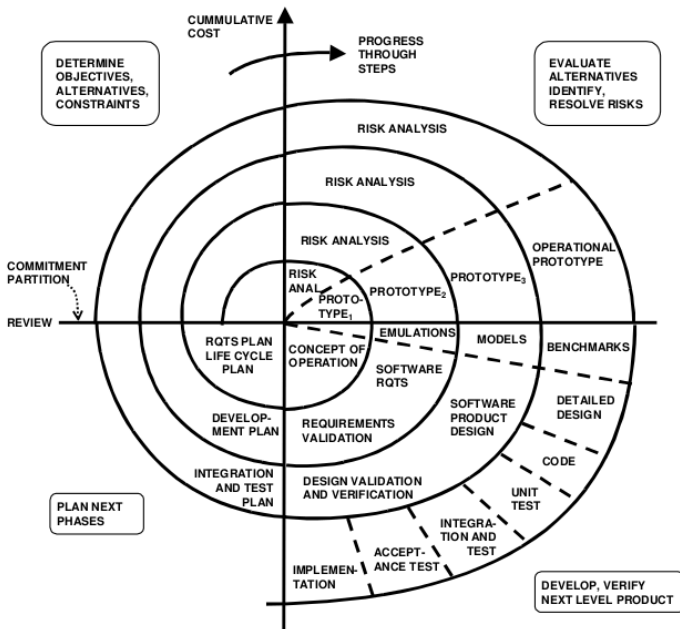 CUMMULATIVE
COST
PROGRESS
THROUGH
STEPS
DETERMINE
OBJECTIVES,
ALTERNATIVES,
CONSTRAINTS
EVALUATE
ALTERNATIVES
IDENTIFY,
RESOLVE RISKS
RISK ANALYSIS
RISK ANALYSIS
RISK ANALYSIS
RISK
ANAL.
PROTO-
TYPE1
PROTOTYPE2
PROTOTYPE3
OPERATIONAL
PROTOTYPE
COMMITMENT
PARTITION
REVIEW
RQTS PLAN
LIFE CYCLE
PLAN
CONCEPT OF
OPERATION
EMULATIONS
MODELS
BENCHMARKS
SOFTWARE
RQTS
SOFTWARE
PRODUCT
DESIGN
DETAILED
DESIGN
DEVELOP-
MENT PLAN
REQUIREMENTS
VALIDATION
CODE
INTEGRATION
AND TEST
PLAN
DESIGN VALIDATION
AND VERIFICATION
UNIT
TEST
INTEGRA-
TION AND
TEST
ACCEPT-
ANCE TEST
IMPLEMEN-
TATION
PLAN NEXT
PHASES
DEVELOP, VERIFY
NEXT LEVEL PRODUCT